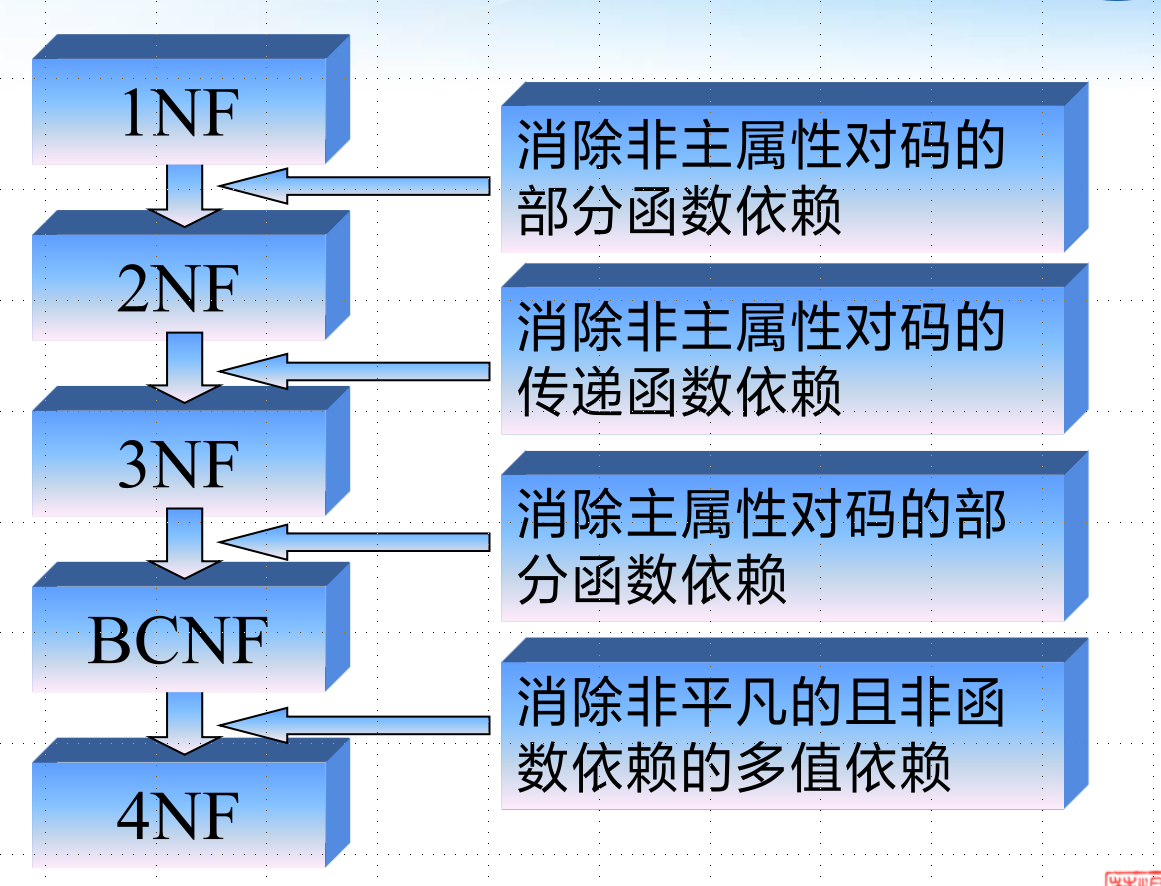 1NF
消除非主属性对码的
部分函数依赖
2NF
消除非主属性对码的
传递函数依赖
3NF
消除主属性对码的部
分函数依赖
BCNF
消除非平凡的且非函
数依赖的多值依赖
4NF